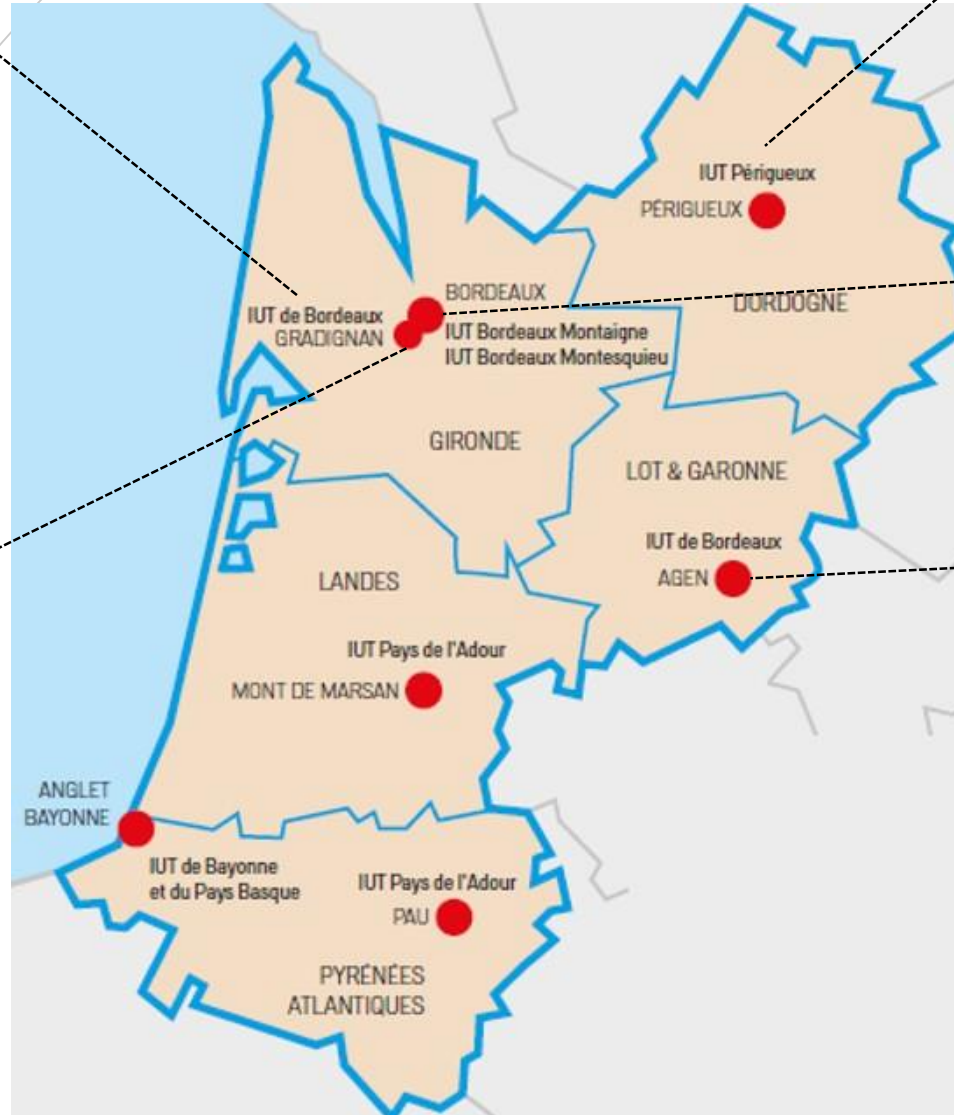 IUT Périgueux
PÉRIGUEUX
DORDOGNE
BORDEAUX
IUT de Bordeaux
GRADIGNAN
IUT Bordeaux Montaigne
IUT Bordeaux Montesquieu
GIRONDE
LOT & GARONNE
IUT de Bordeaux
AGEN
LANDES
IUT Pays de l'Adour
MONT DE MARSAN
ANGLET
BAYONNE
IUT de Bayonne
et du Pays Basque
IUT Pays de l'Adour
PAU
PYRÉNÉES
ATLANTIQUES